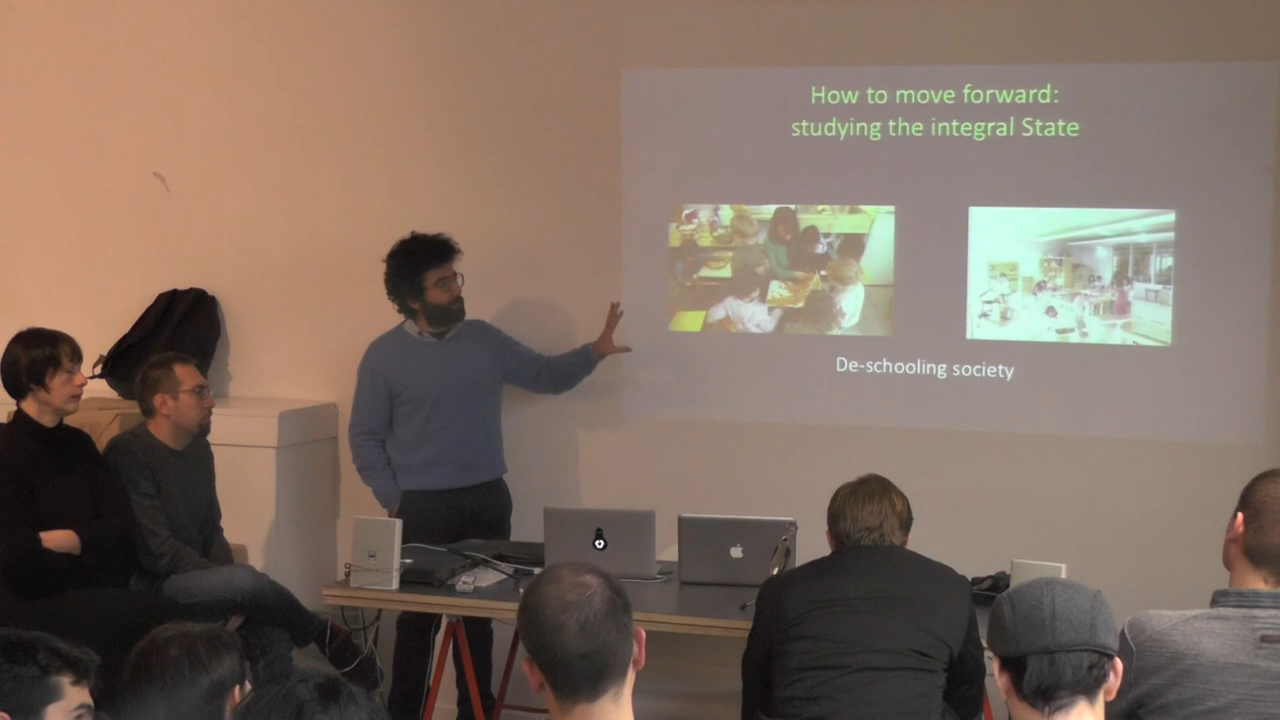 How to move forward:
studying the integral State
De-schooling society